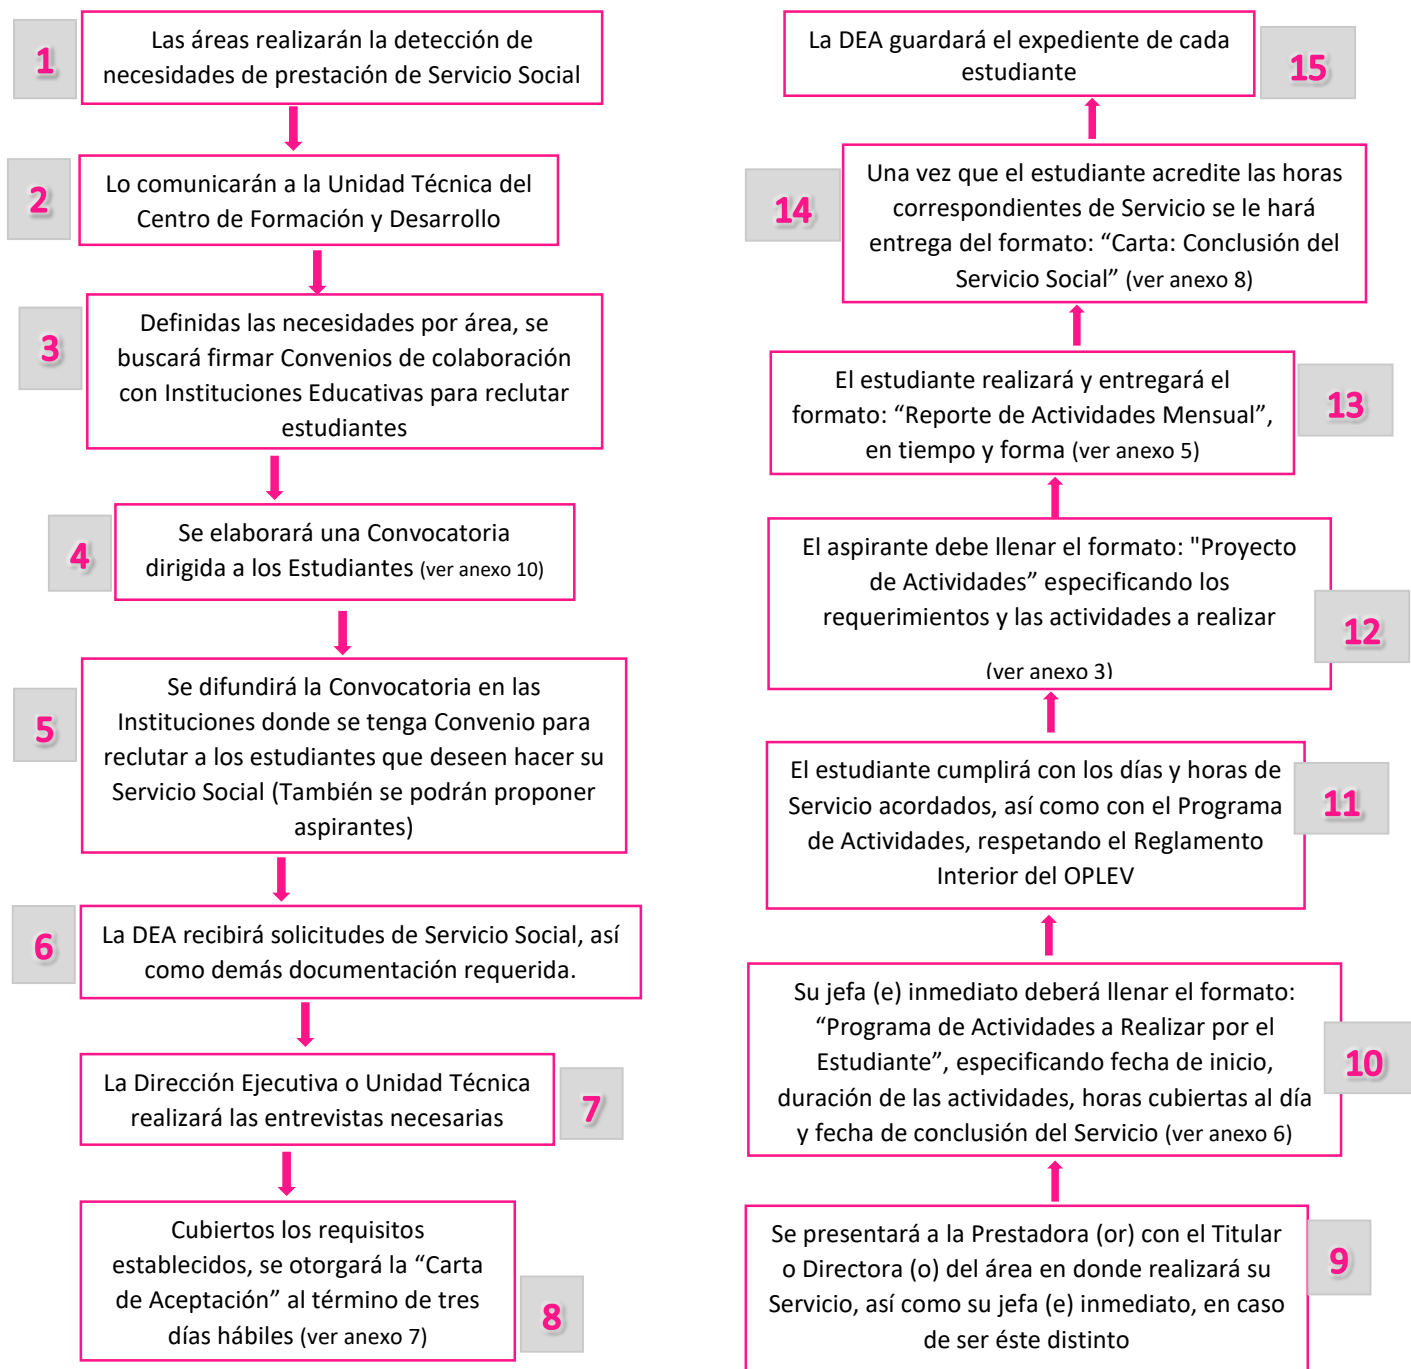 1
Las áreas realizarán la detección de
necesidades de prestación de Servicio Social
2
Lo comunicarán a la Unidad Técnica del
Centro de Formación y Desarrollo
3
Definidas las necesidades por área, se
buscará firmar Convenios de colaboración
con Instituciones Educativas para reclutar
estudiantes
4
Se elaborará una Convocatoria
dirigida a los Estudiantes (ver anexo 10)
5
Se difundirá la Convocatoria en las
Instituciones donde se tenga Convenio para
reclutar a los estudiantes que deseen hacer su
Servicio Social (También se podrán proponer
aspirantes)
6
La DEA recibirá solicitudes de Servicio Social, así
como demás documentación requerida.
La Dirección Ejecutiva o Unidad Técnica
realizará las entrevistas necesarias
7
Cubiertos los requisitos
establecidos, se otorgará la “Carta
de Aceptación” al término de tres
días hábiles (ver anexo 7)
8
Se presentará a la Prestadora (or) con el Titular
o Directora (o) del área en donde realizará su
Servicio, así como su jefa (e) inmediato, en caso
de ser éste distinto
9
Su jefa (e) inmediato deberá llenar el formato:
“Programa de Actividades a Realizar por el
Estudiante”, especificando fecha de inicio,
duración de las actividades, horas cubiertas al día
y fecha de conclusión del Servicio (ver anexo 6)
10
El estudiante cumplirá con los días y horas de
Servicio acordados, así como con el Programa
de Actividades, respetando el Reglamento
Interior del OPLEV
11
El aspirante debe llenar el formato: "Proyecto
de Actividades” especificando los
requerimientos y las actividades a realizar
(ver anexo 3)
12
El estudiante realizará y entregará el
formato: “Reporte de Actividades Mensual”,
en tiempo y forma (ver anexo 5)
13
14
Una vez que el estudiante acredite las horas
correspondientes de Servicio se le hará
entrega del formato: “Carta: Conclusión del
Servicio Social” (ver anexo 8)
La DEA guardará el expediente de cada
estudiante
15